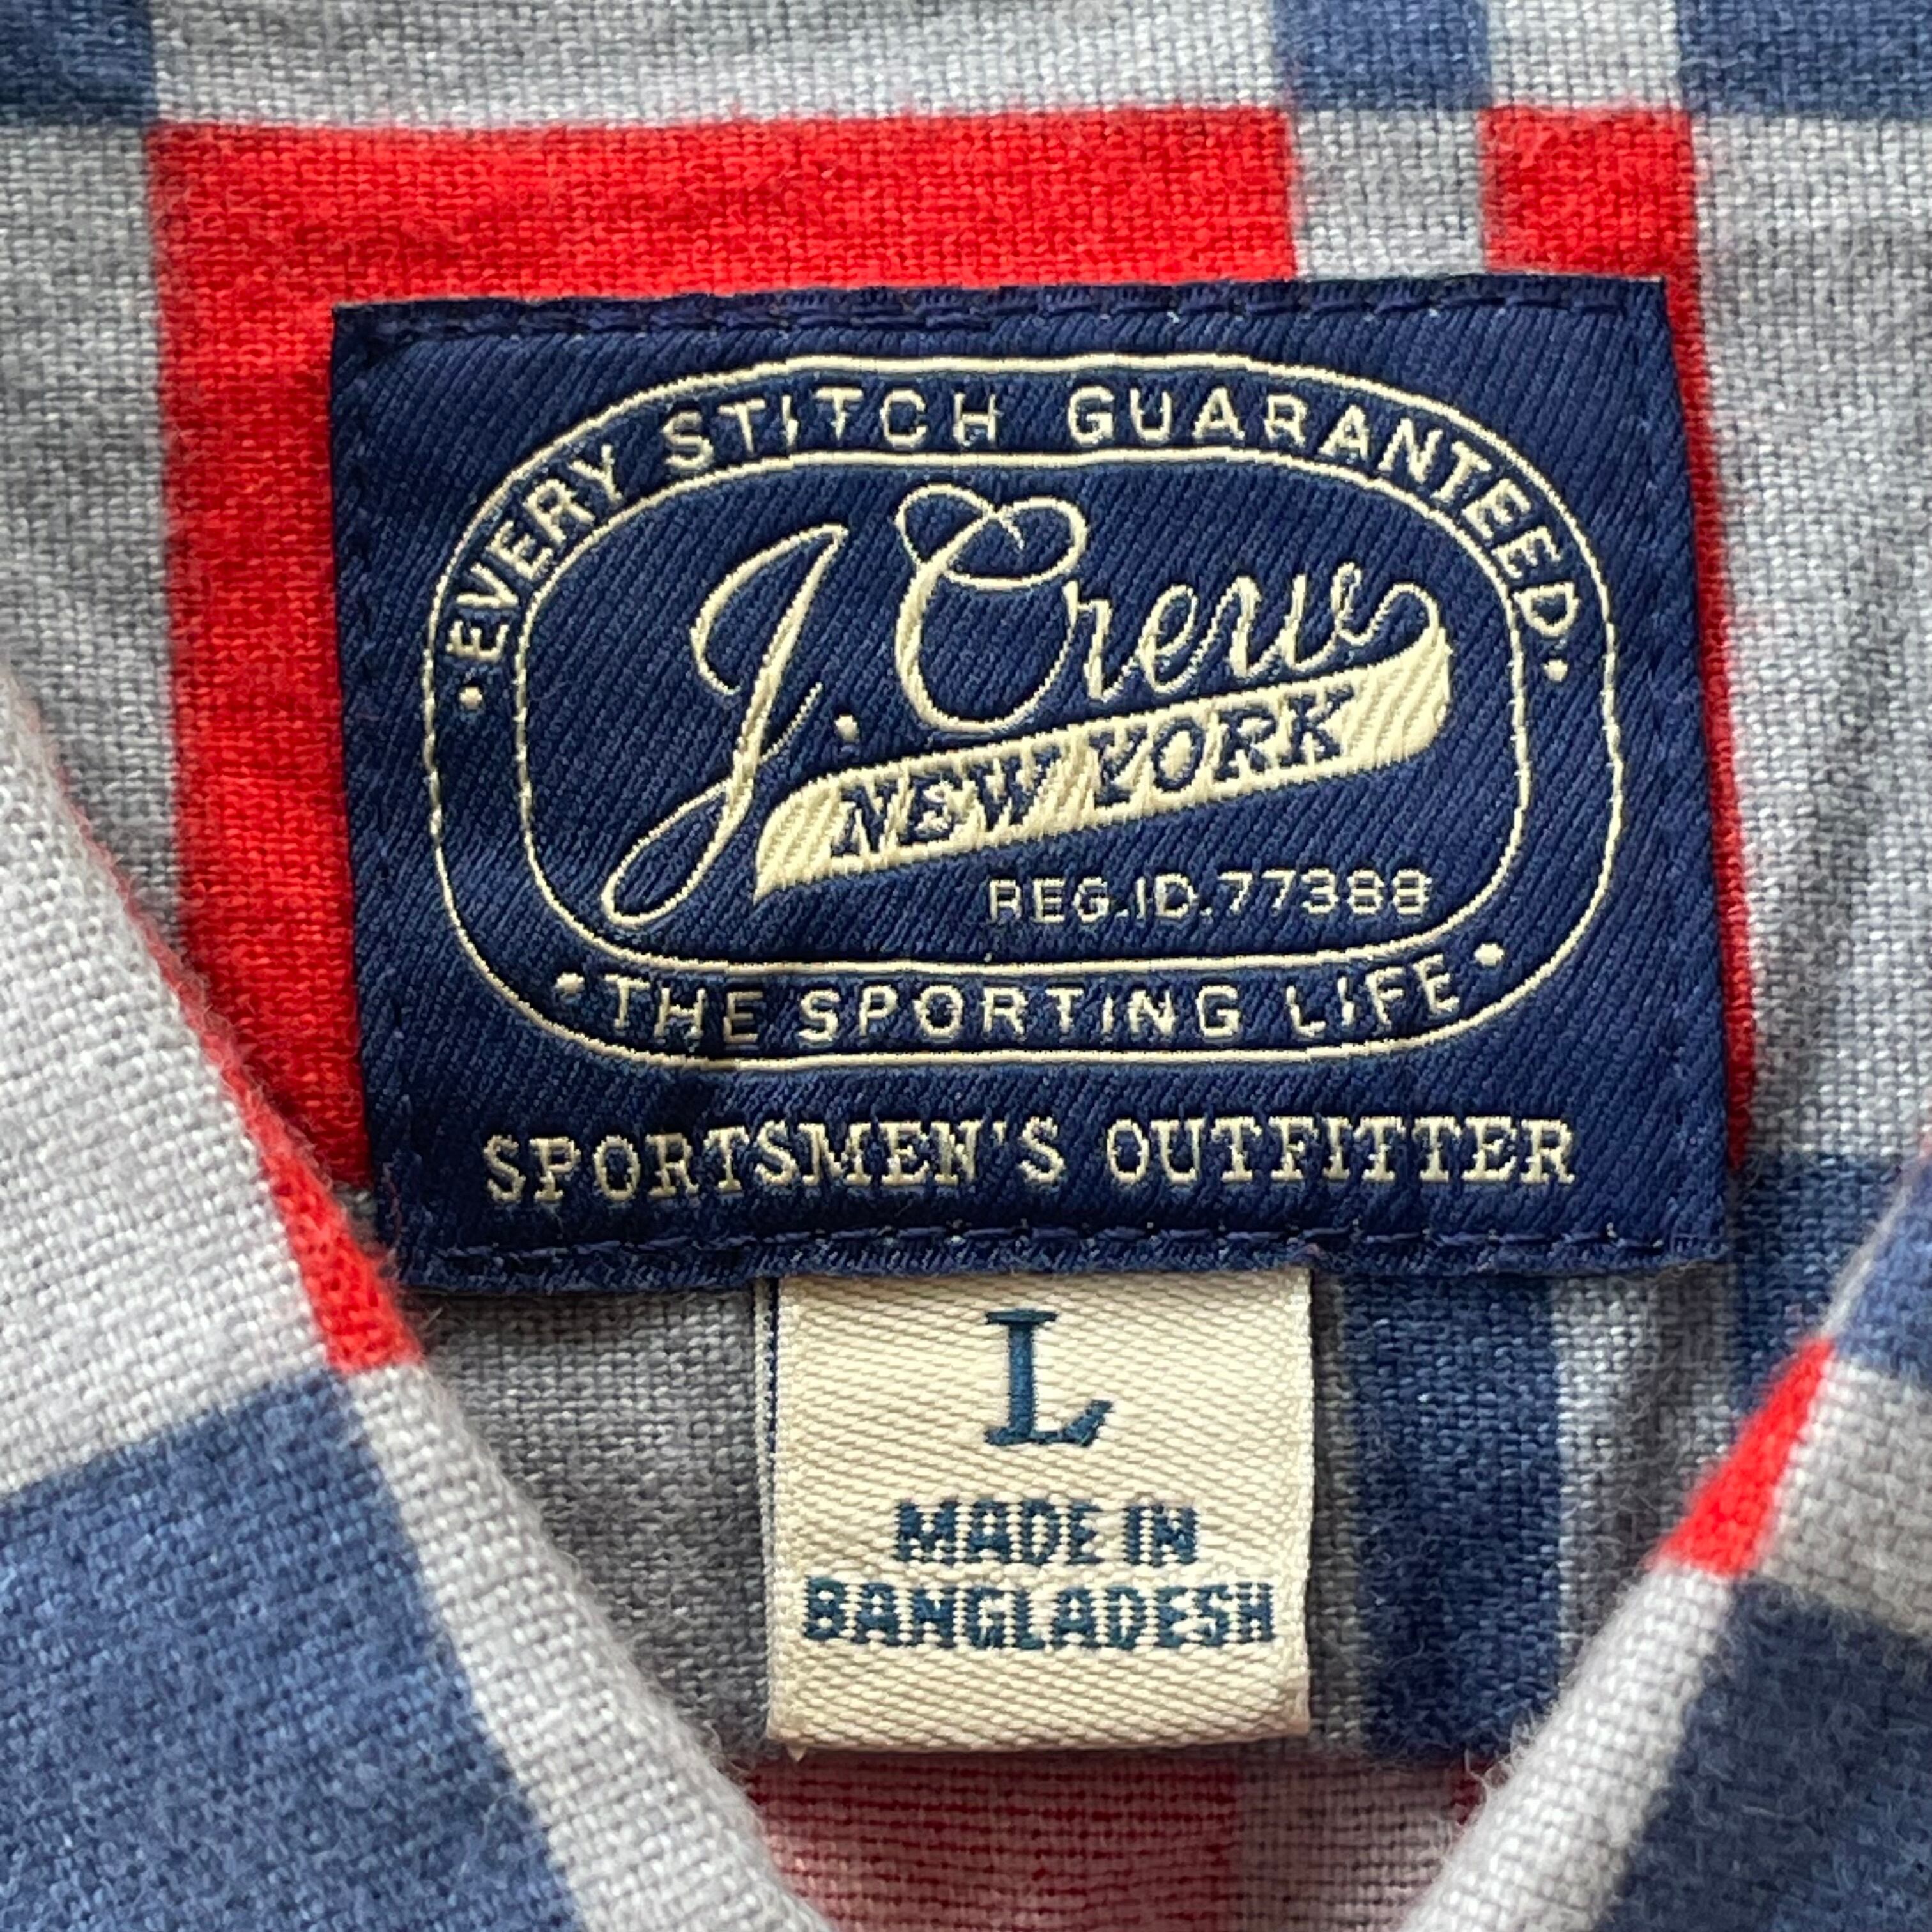 • EVERY STITCH GUARANTEED •
J. Crew
NEW YORK
REG.ID.77388
• THE SPORTING LIFE •
SPORTSMEN'S OUTFITTER
L
MADE IN
BANGLADESH